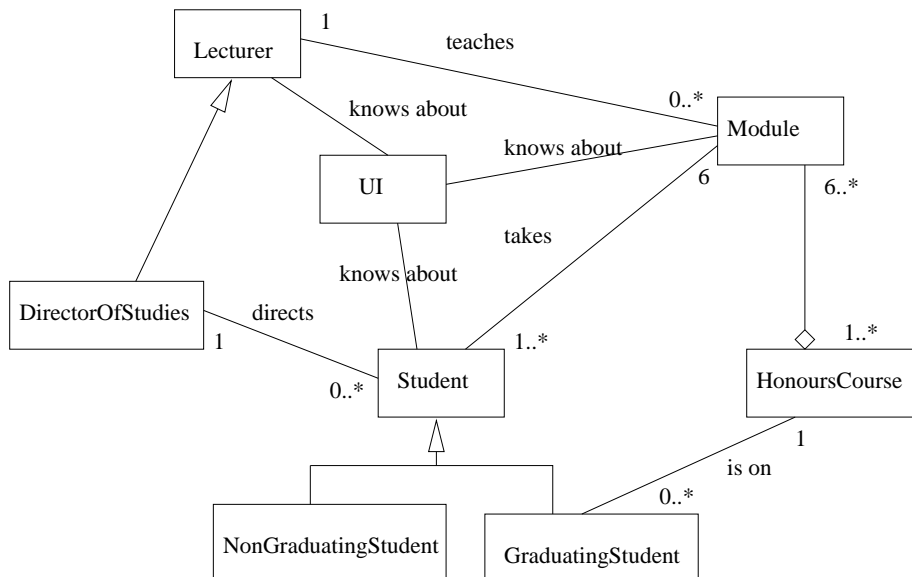 1
Lecturer
teaches
knows about
0..*
Module
knows about
UI
6
6..*
takes
knows about
DirectorOfStudies
directs
1
1..*
1..*
0..*
Student
HonoursCourse
1
is on
0..*
NonGraduatingStudent
GraduatingStudent